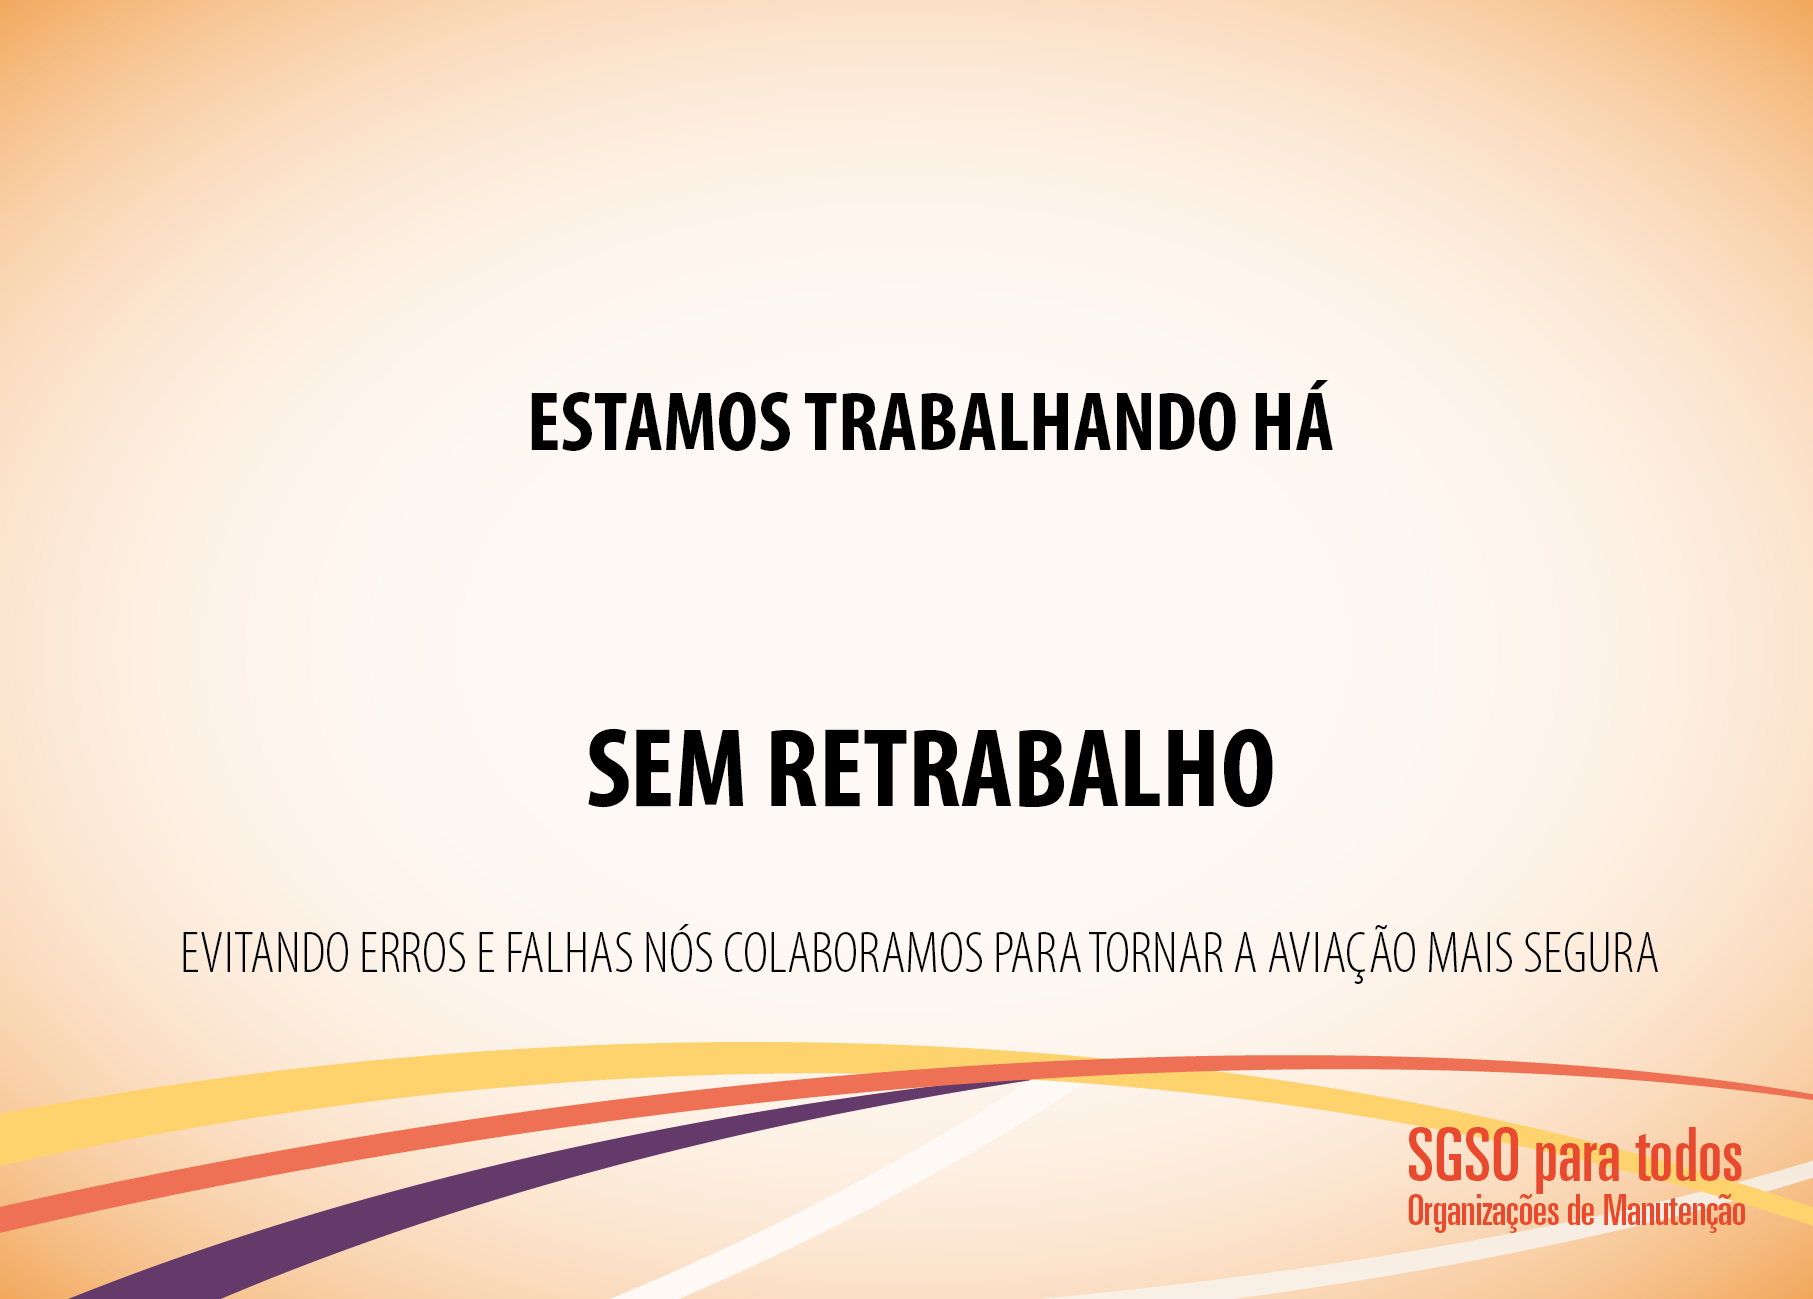 ESTAMOS TRABALHANDO HÁ
SEM RETRABALHO
EVITANDO ERROS E FALHAS NÓS COLABORAMOS PARA TORNAR A AVIAÇÃO MAIS SEGURA
SGSO para todos
Organizações de Manutenção